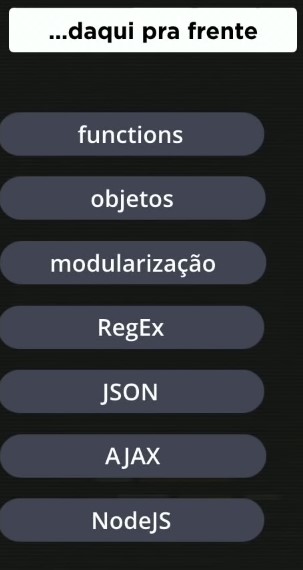 ...daqui pra frente
functions
objetos
modularização
RegEx
JSON
AJAX
NodeJS